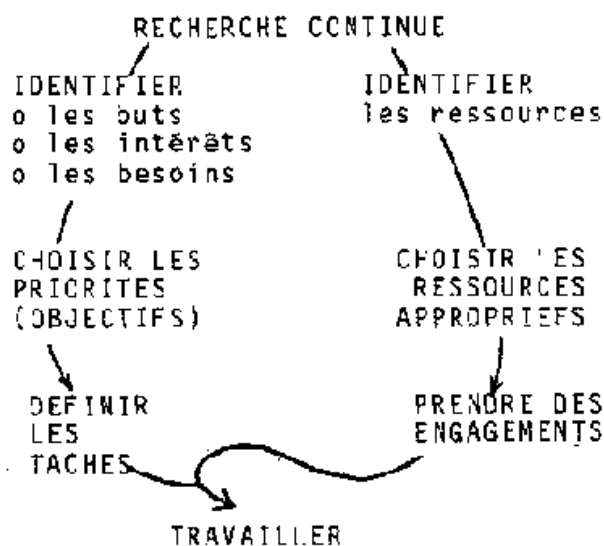 RECHERCHE CONTINUE
IDENTIFIER
o les buts
o les intérêts
o les besoins
IDENTIFIER
les ressources
CHOISIR LES
PRIORITES
(OBJECTIFS)
CHOISIR LES
RESSOURCES
APPROPRIEES
DEFINIR
LES
TACHES
PRENDRE DES
ENGAGEMENTS
TRAVAILLER